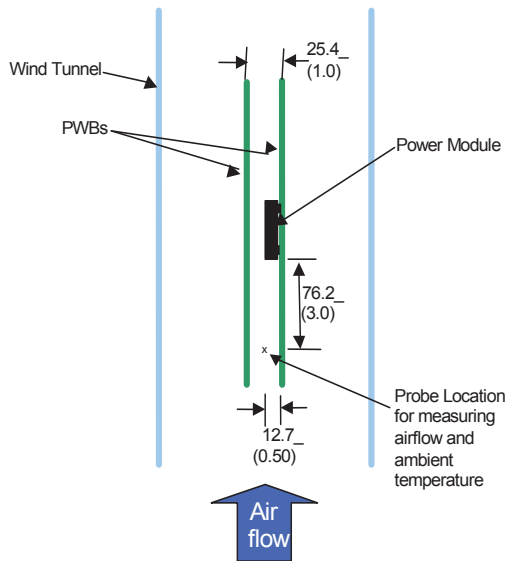 25.4_
(1.0)
Wind Tunnel
PWBs
Power Module
76.2_
(3.0)
x
Probe Location
for measuring
airflow and
ambient
temperature
12.7_
(0.50)
Air
flow